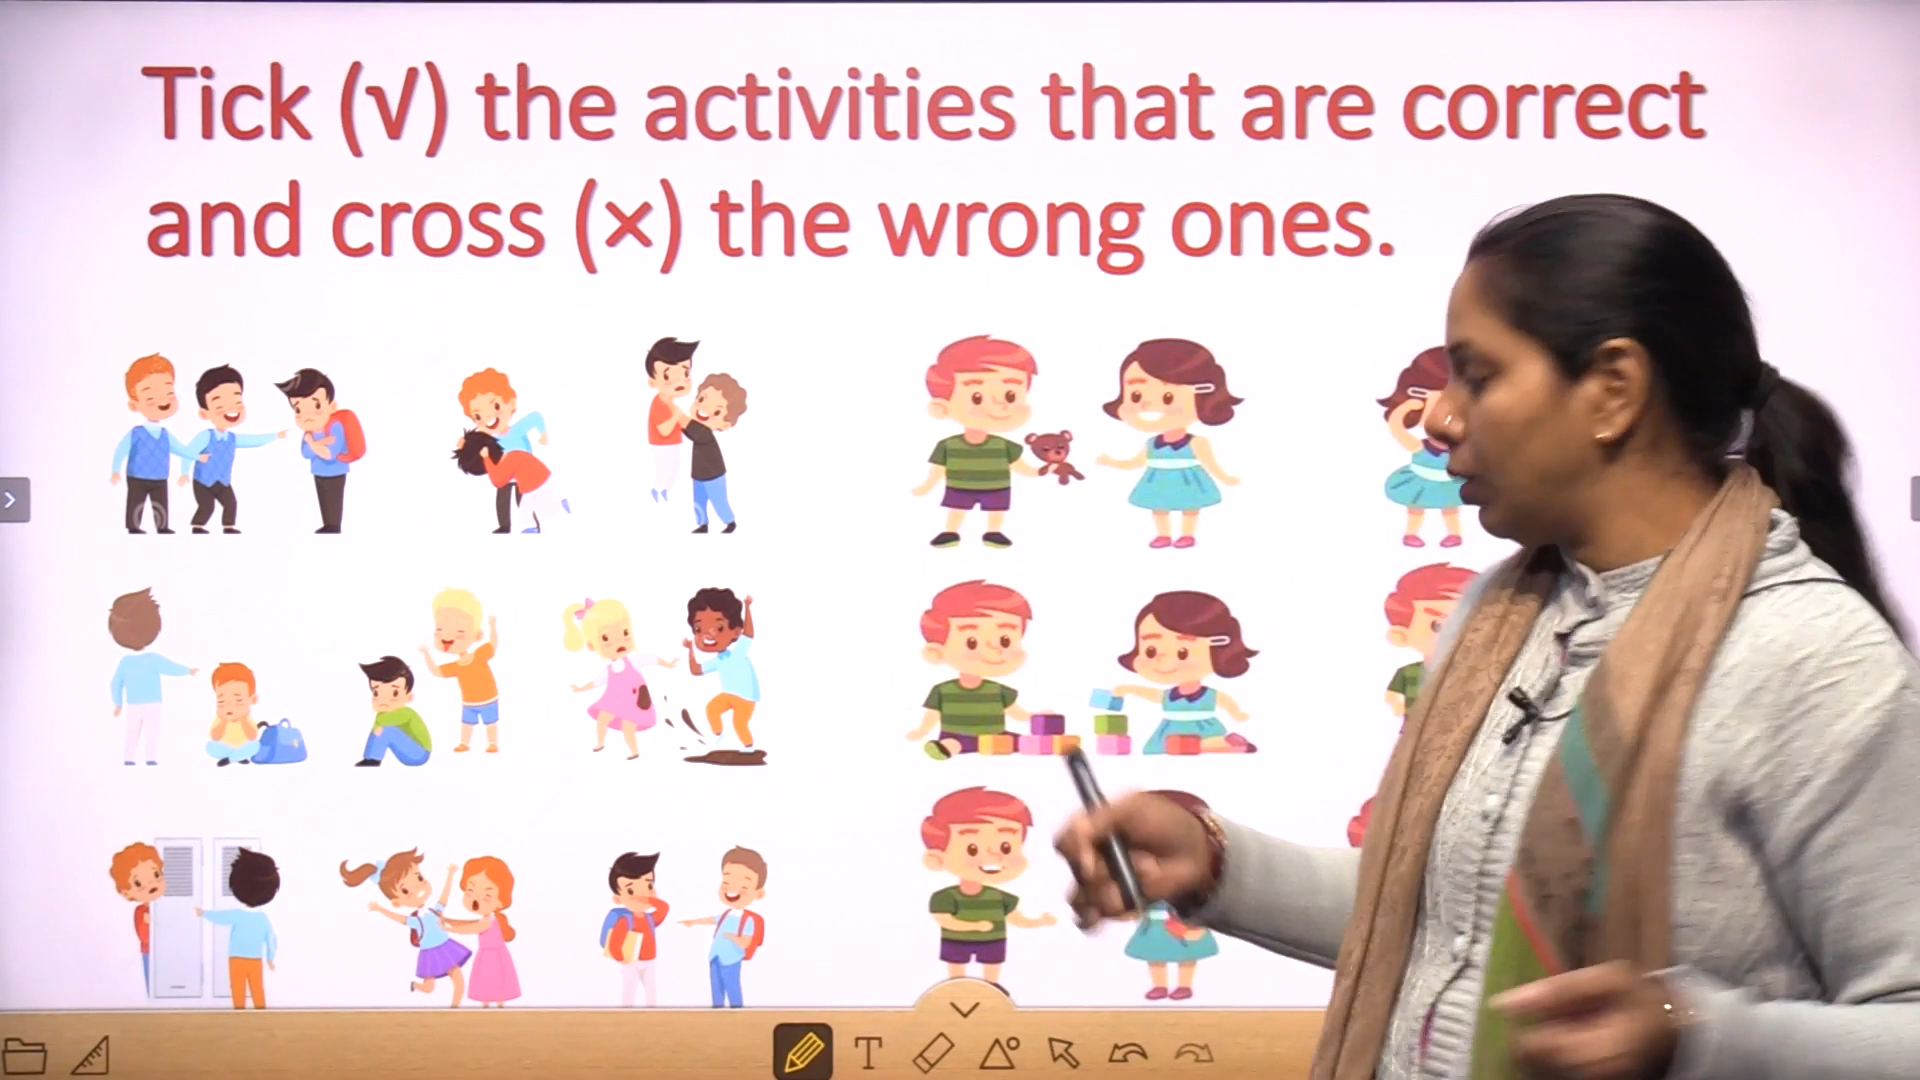 Tick (√) the activities that are correct
and cross (×) the wrong ones.
T